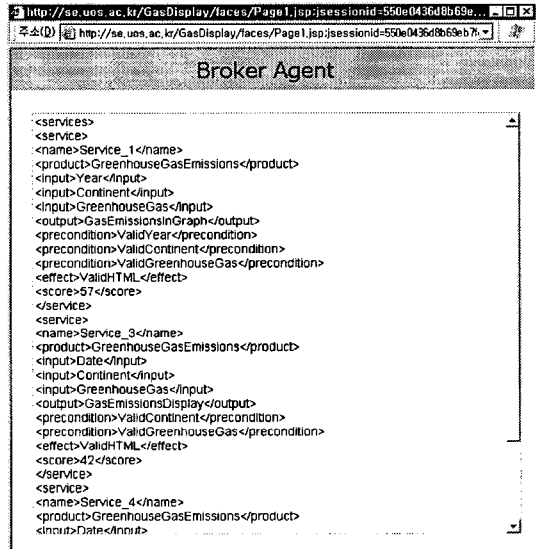 http://se.uos.ac.kr/GasDisplay/faces/Page1.jsp;jsessionid=550e0436d8b69e...
주소(D) http://se.uos.ac.kr/GasDisplay/faces/Page1.jsp;jsessionid=550e0436d8b69eb7f
Broker Agent
<services>
<service>
<name>Service_1</name>
<product>GreenhouseGasEmissions</product>
<input>Year</input>
<input>Continent</input>
<input>GreenhouseGas</input>
<output>GasEmissionsInGraph</output>
<precondition>ValidYear</precondition>
<precondition>ValidContinent</precondition>
<precondition>ValidGreenhouseGas</precondition>
<effect>ValidHTML</effect>
<score>57</score>
</service>
<service>
<name>Service_3</name>
<product>GreenhouseGasEmissions</product>
<input>Date</input>
<input>Continent</input>
<input>GreenhouseGas</input>
<output>GasEmissionsDisplay</output>
<precondition>ValidContinent</precondition>
<precondition>ValidGreenhouseGas</precondition>
<effect>ValidHTML</effect>
<score>42</score>
</service>
<service>
<name>Service_4</name>
<product>GreenhouseGasEmissions</product>
<input>Date</input>